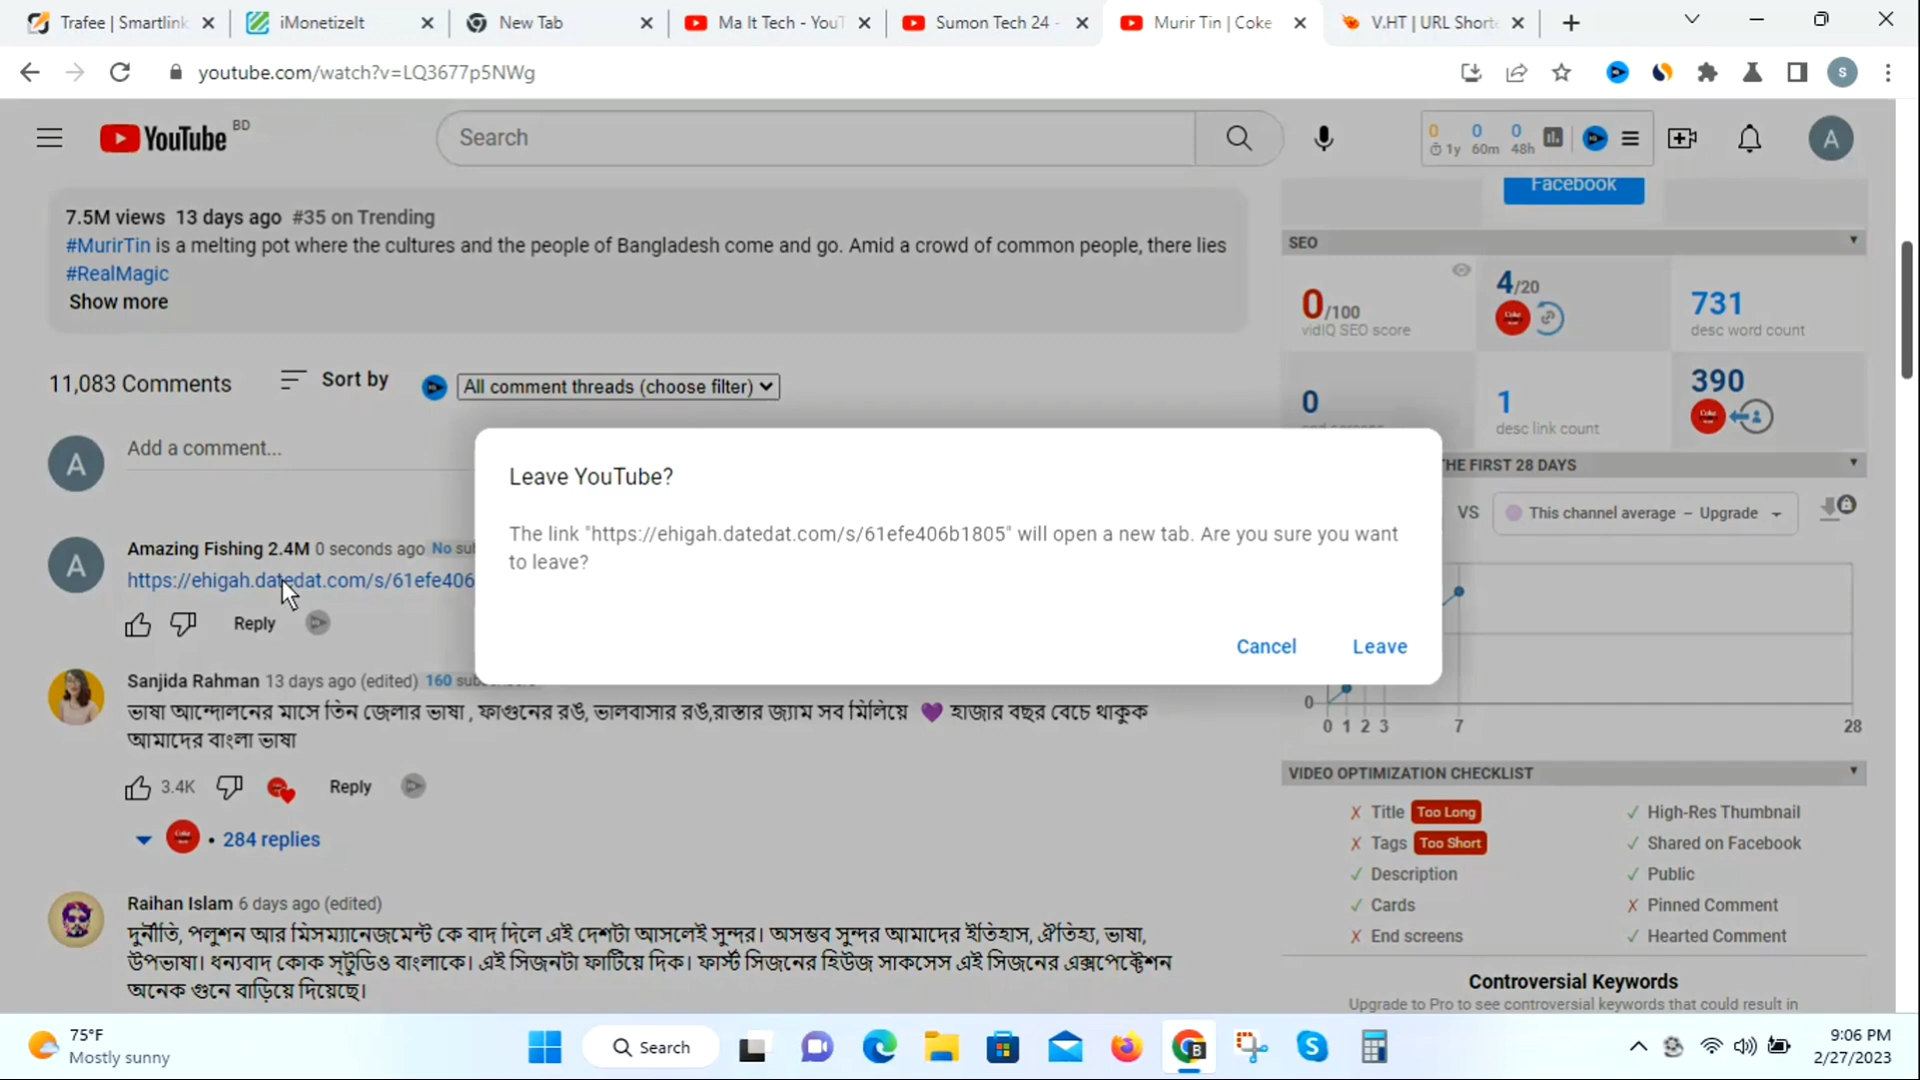 Trafee | Smartlink
iMonetizeIt
New Tab
Ma It Tech - YouT
Sumon Tech 24 -
Murir Tin | Coke
V.HT | URL Shorte
youtube.com/watch?v=LQ3677p5NWg
S
YouTube BD
Search
0 0 0
1y 60m 48h
A
Facebook
7.5M views 13 days ago #35 on Trending
#MurirTin is a melting pot where the cultures and the people of Bangladesh come and go. Amid a crowd of common people, there lies
#RealMagic
Show more
SEO
0/100
vidIQ SEO score
4/20
731
desc word count
0
1
desc link count
390
11,083 Comments
Sort by
All comment threads (choose filter)
A
Add a comment...
Leave YouTube?
The link "https://ehigah.datedat.com/s/61efe406b1805" will open a new tab. Are you sure you want
to leave?
Cancel
Leave
HE FIRST 28 DAYS
VS
This channel average – Upgrade
A
Amazing Fishing 2.4M 0 seconds ago No su
https://ehigah.datedat.com/s/61efe406
Reply
Sanjida Rahman 13 days ago (edited) 160
ভাষা আন্দোলনের মাসে তিন জেলার ভাষা , ফাগুনের রঙ, ভালবাসার রঙ,রাস্তার জ্যাম সব মিলিয়ে 💜 হাজার বছর বেচে থাকুক
আমাদের বাংলা ভাষা
3.4K
Reply
284 replies
0
0 1 2 3 7 28
VIDEO OPTIMIZATION CHECKLIST
X Title Too Long
✓ High-Res Thumbnail
X Tags Too Short
✓ Shared on Facebook
✓ Description
✓ Public
✓ Cards
X Pinned Comment
X End screens
✓ Hearted Comment
Raihan Islam 6 days ago (edited)
দুর্নীতি, পলুশন আর মিসম্যানেজমেন্ট কে বাদ দিলে এই দেশটা আসলেই সুন্দর। অসম্ভব সুন্দর আমাদের ইতিহাস, ঐতিহ্য, ভাষা,
উপভাষা। ধন্যবাদ কোক স্টুডিও বাংলাকে। এই সিজনটা ফাটিয়ে দিক। ফার্স্ট সিজনের হিউজ সাকসেস এই সিজনের এক্সপেক্টেশন
অনেক গুনে বাড়িয়ে দিয়েছে।
Controversial Keywords
Upgrade to Pro to see controversial keywords that could result in
75°F
Mostly sunny
Search
9:06 PM
2/27/2023